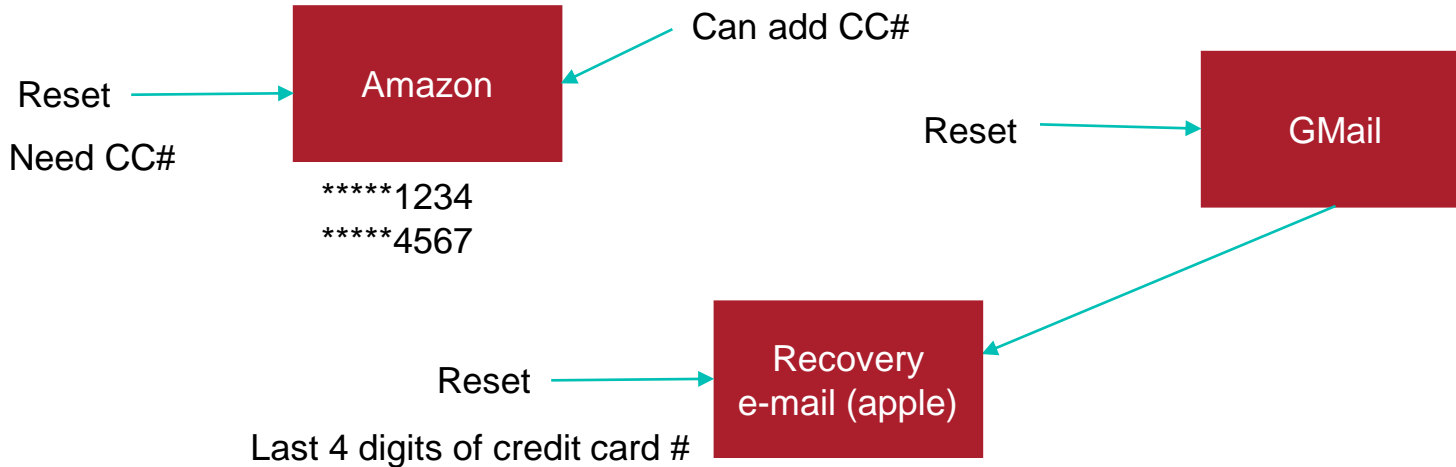 Can add CC#
Amazon
Reset
Need CC#
*****1234
*****4567
Reset
GMail
Recovery
e-mail (apple)
Reset
Last 4 digits of credit card #